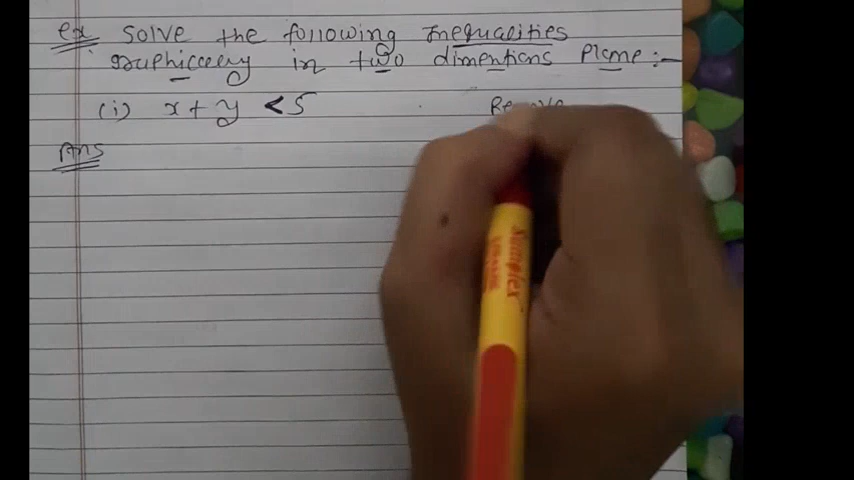 ex Solve the following Inequalities
graphically in two dimentions Plane :-
(i) x + y < 5
Ans